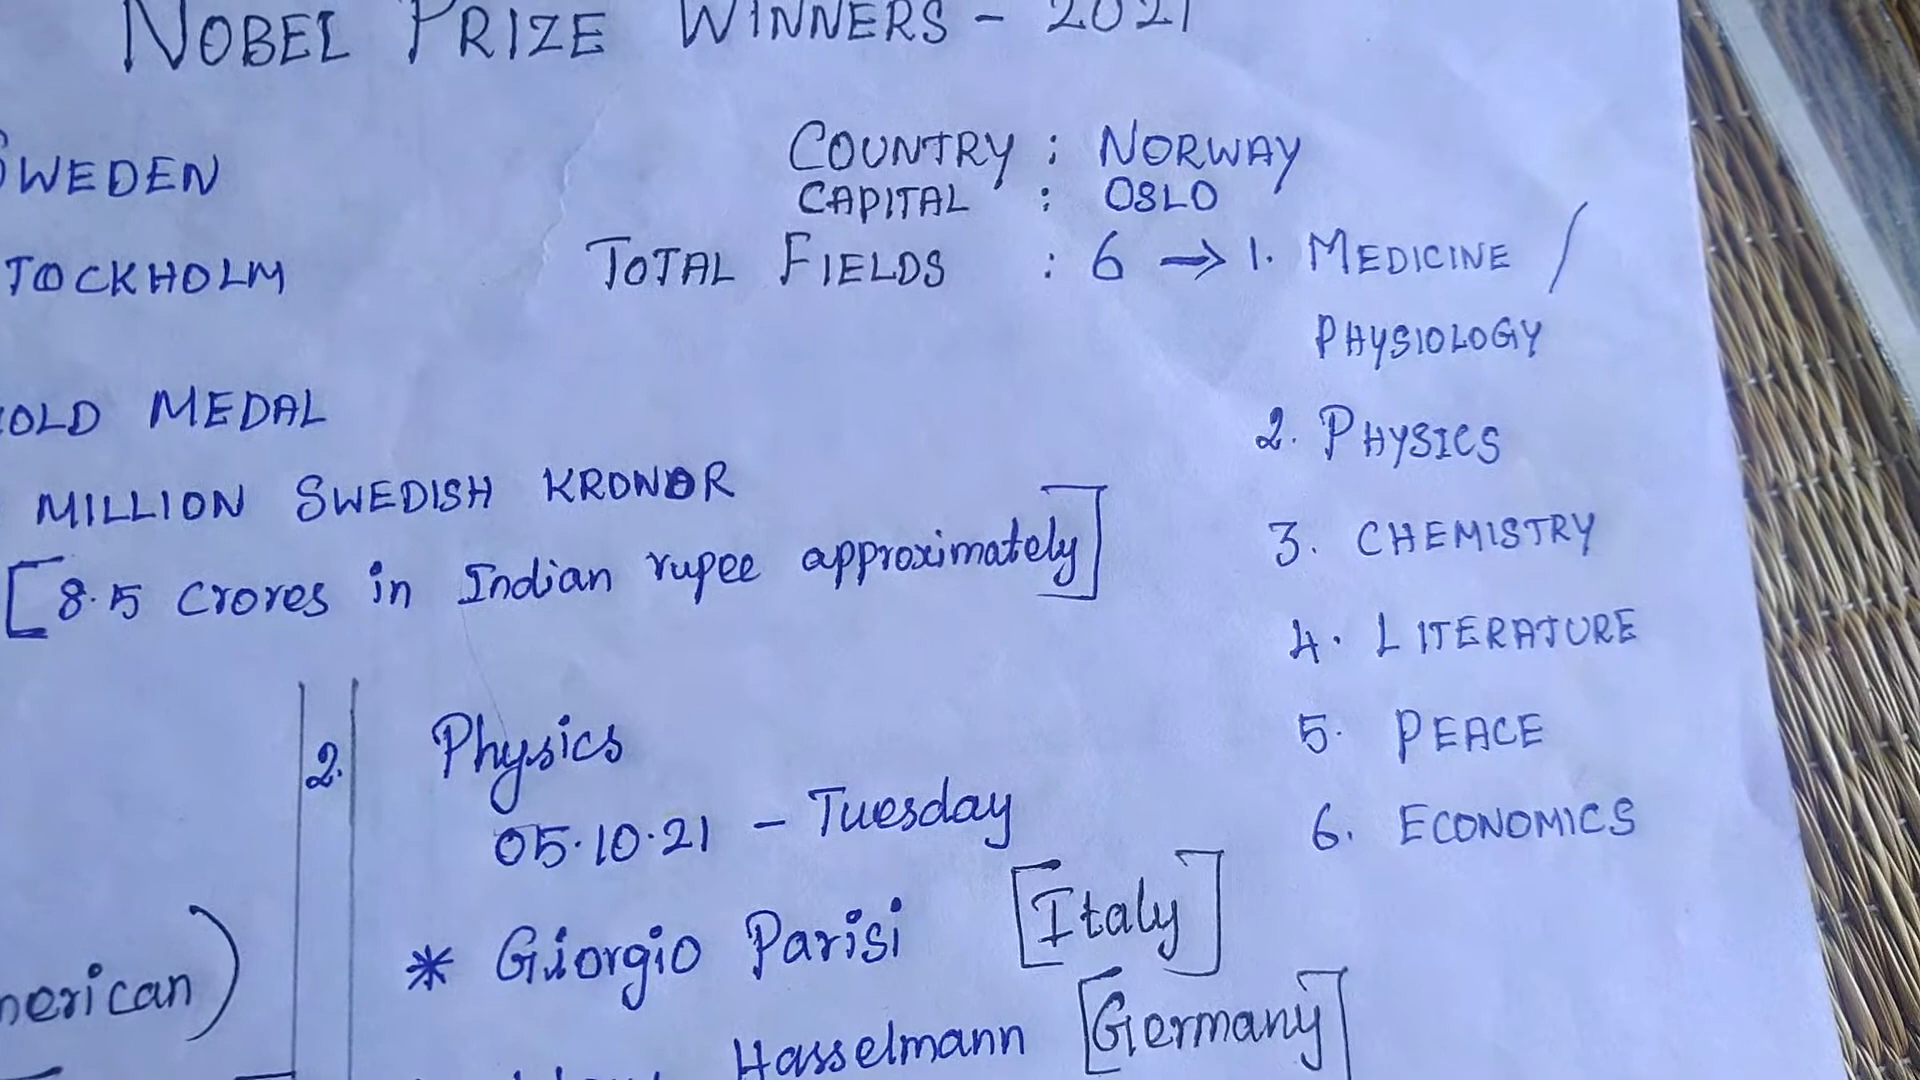 NOBEL PRIZE WINNERS - 2021
SWEDEN
COUNTRY : NORWAY
CAPITAL : OSLO
TOCKHOLM
TOTAL FIELDS : 6 → 1. MEDICINE /
PHYSIOLOGY
OLD MEDAL
2. PHYSICS
MILLION SWEDISH KRONOR
3. CHEMISTRY
[8.5 Crores in Indian rupee approximately]
4. LITERATURE
5. PEACE
6. ECONOMICS
2. Physics
05.10.21 - Tuesday
* Giorgio Parisi [Italy]
merican)
Hasselmann [Germany]